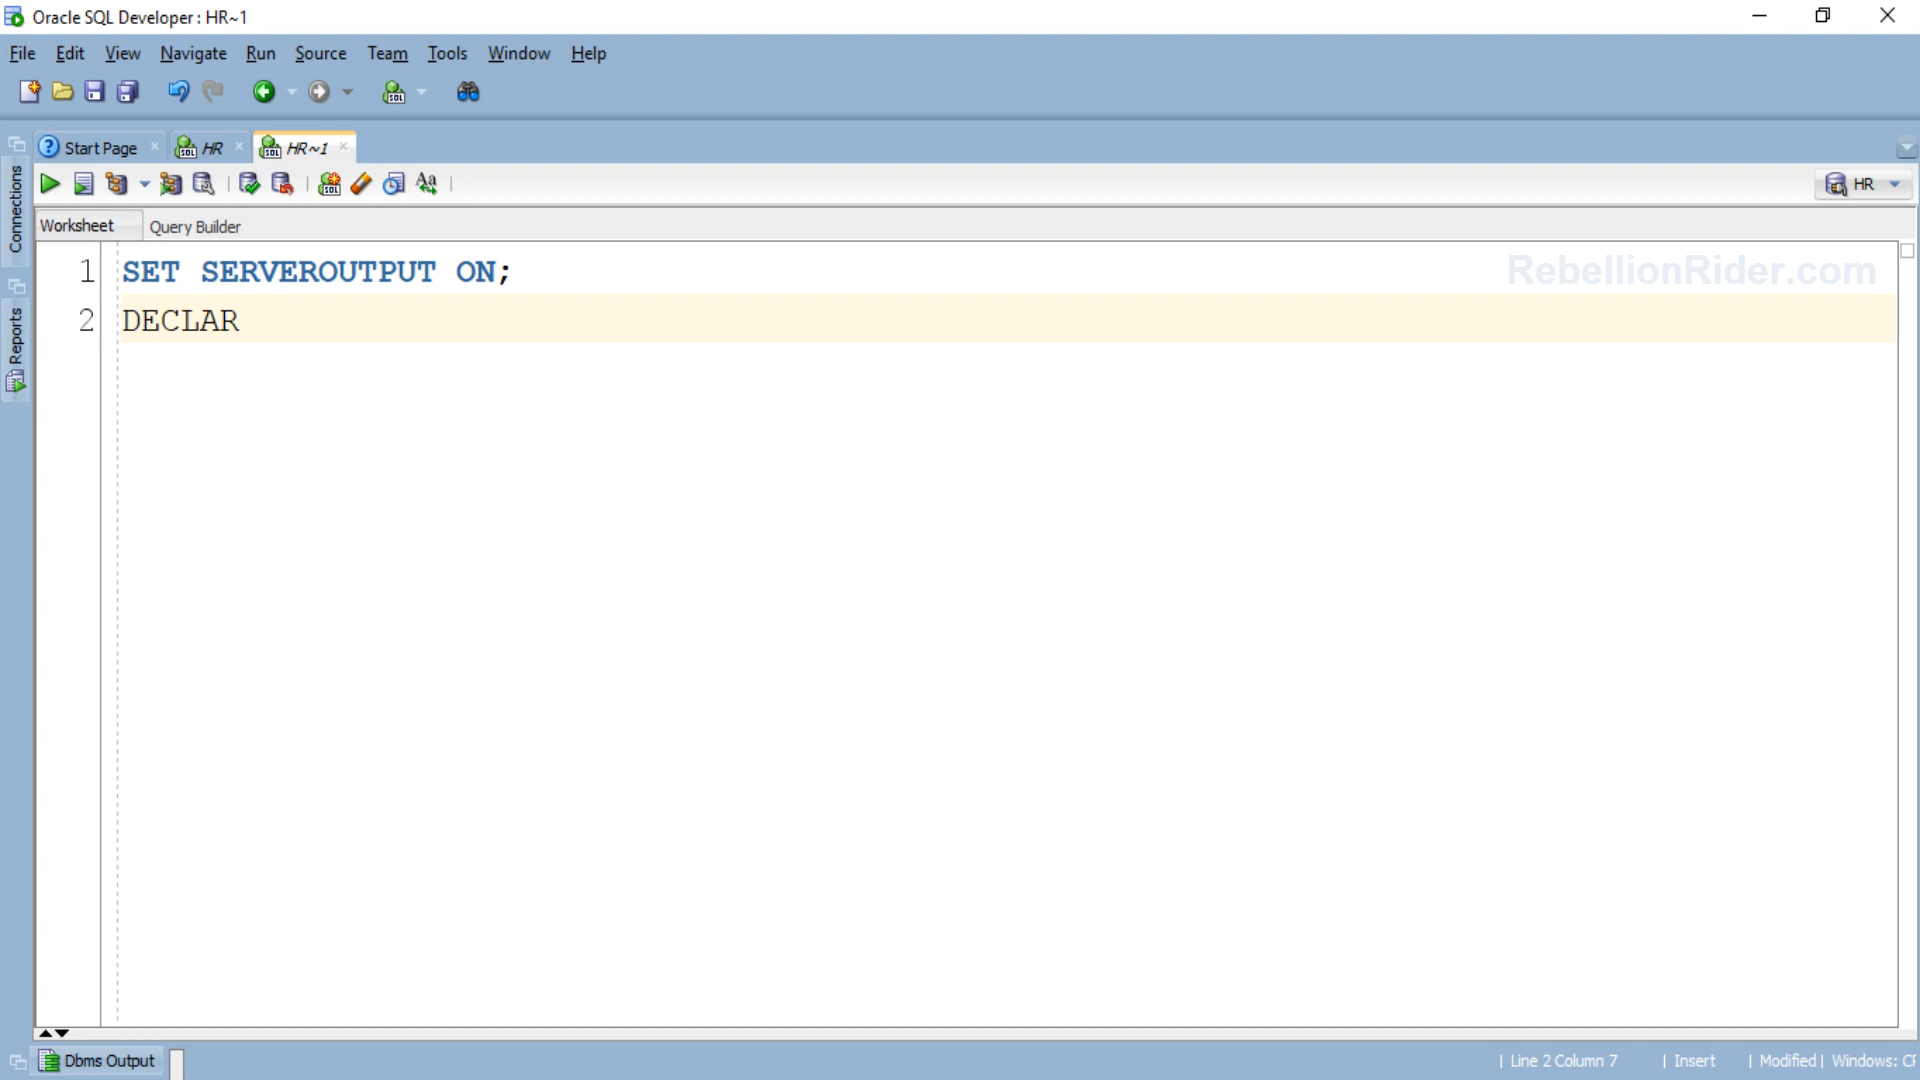 Oracle SQL Developer : HR~1
File Edit View Navigate Run Source Team Tools Window Help
Start Page HR HR~1
HR
Worksheet Query Builder
Connections
Reports
1 SET SERVEROUTPUT ON;
RebellionRider.com
2 DECLAR
Dbms Output
| Line 2 Column 7 | Insert | Modified | Windows: CF